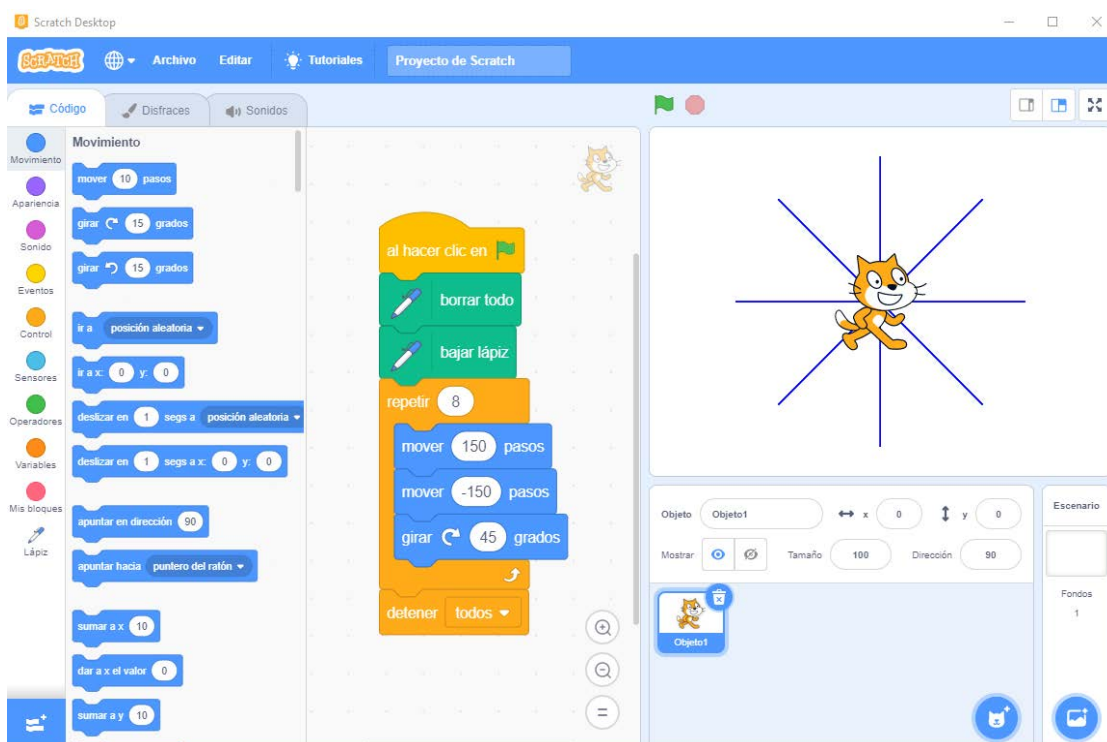 Scratch Desktop
SCRATCH Archivo Editar Tutoriales Proyecto de Scratch
Código Disfraces Sonidos
Movimiento
Apariencia
Sonido
Eventos
Control
Sensores
Operadores
Variables
Mis bloques
Lápiz
Movimiento
mover 10 pasos
girar 15 grados
girar 15 grados
ir a posición aleatoria
ir a x: 0 y: 0
deslizar en 1 segs a posición aleatoria
deslizar en 1 segs a x: 0 y: 0
apuntar en dirección 90
apuntar hacia puntero del ratón
sumar a x 10
dar a x el valor 0
sumar a y 10
al hacer clic en
borrar todo
bajar lápiz
repetir 8
mover 150 pasos
mover -150 pasos
girar 45 grados
detener todos
Objeto Objeto1 x 0 y 0
Mostrar Tamaño 100 Dirección 90
Objeto1
Escenario
Fondos
1